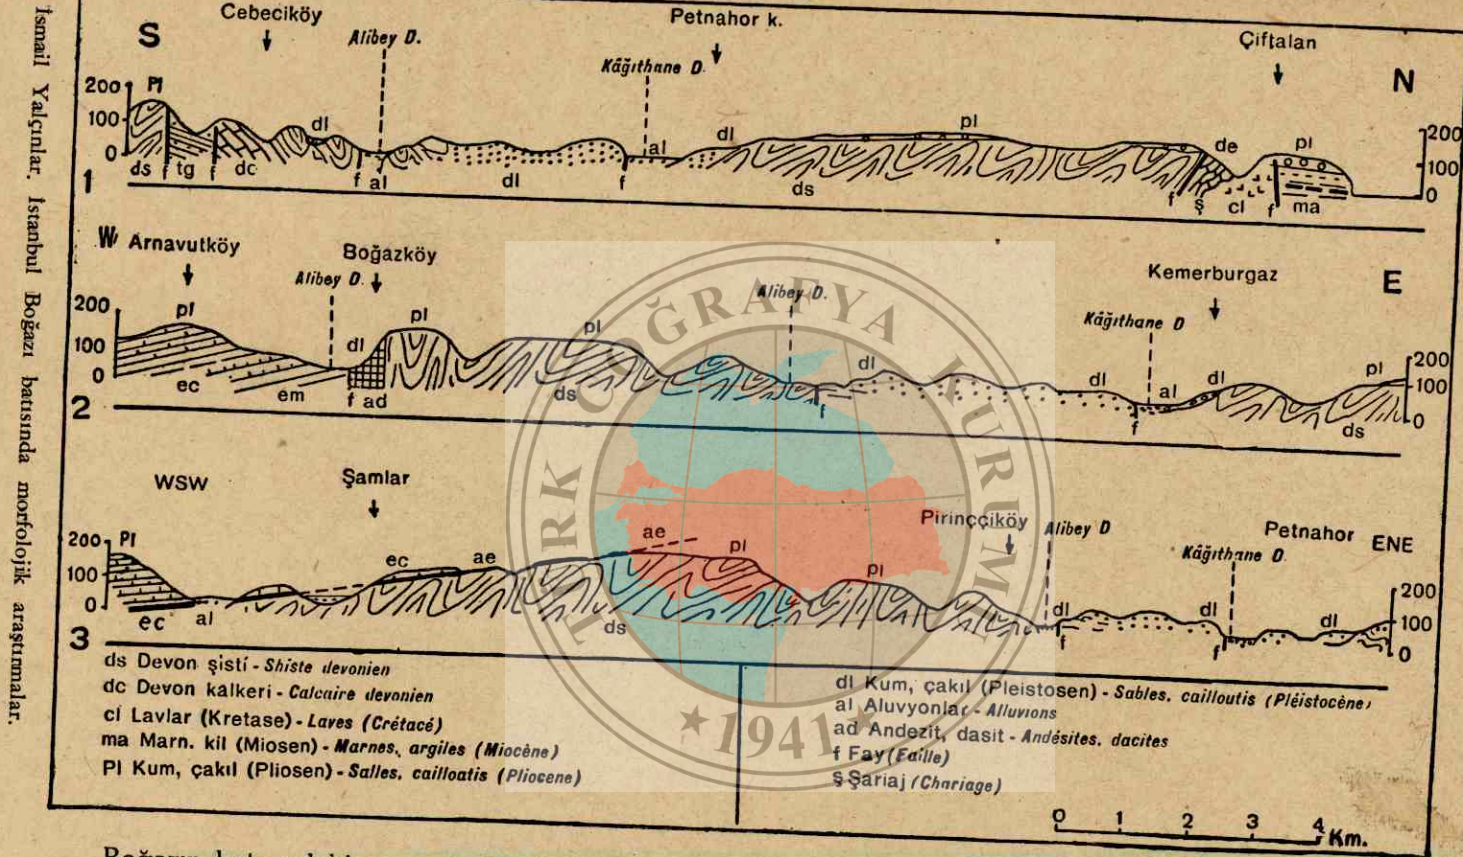 İsmail Yalçınlar. İstanbul Boğazı batısında morfolojik araştırmalar.
Cebeciköy Petnahor k. Çiftalan
S Alibey D. Kâğıthane D. N
200 Pl dl al dl pl de pl 200
100 100
0 0
ds f tg f dc f al dl f ds f ş cl f ma
1
W Arnavutköy Boğazköy Kemerburgaz E
Alibey D. Alibey D. Kâğıthane D
200 pl dl pl pl dl dl al dl pl 200
100 100
0 0
ec em f ad ds f f ds
2
WSW Şamlar Pirinççiköy Alibey D Kâğıthane D. Petnahor ENE
200 Pl ec ae ae pl pl dl dl dl 200
100 100
0 0
ec al ds f f
3
ds Devon şisti - Shiste devonien
dc Devon kalkeri - Calcaire devonien
cl Lavlar (Kretase) - Laves (Crétacé)
ma Marn. kil (Miosen) - Marnes, argiles (Miocène)
Pl Kum, çakıl (Pliosen) - Salles, cailloatis (Pliocene)
dl Kum, çakıl (Pleistosen) - Sables. cailloutis (Pléistocène)
al Aluvyonlar - Alluvions
ad Andezit, dasit - Andésites. dacites
f Fay (Faille)
ş Şariaj (Chariage)
0 1 2 3 4 Km.
TÜRK COĞRAFYA KURUMU
1941